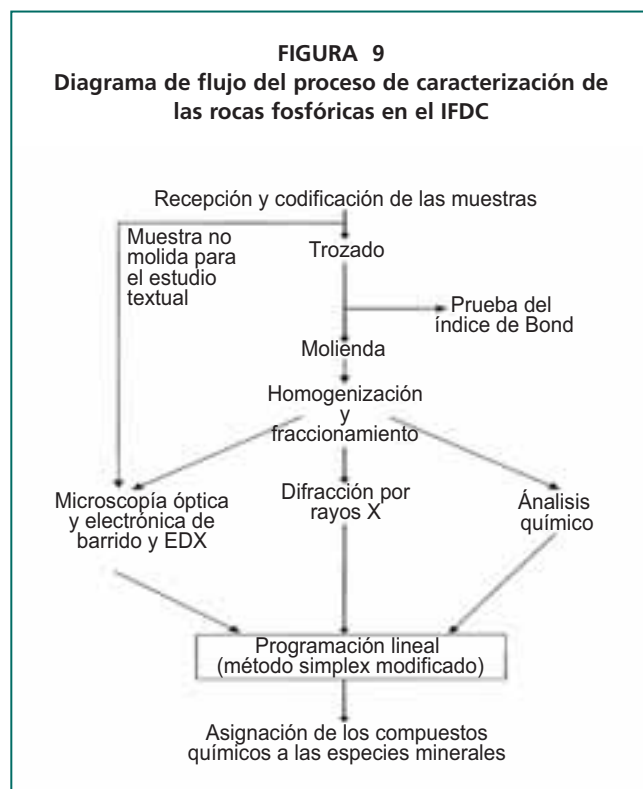 FIGURA 9
Diagrama de flujo del proceso de caracterización de
las rocas fosfóricas en el IFDC
Recepción y codificación de las muestras
Muestra no
molida para
el estudio
textual
Trozado
Prueba del
índice de Bond
Molienda
Homogenización
y
fraccionamiento
Microscopía óptica
y electrónica de
barrido y EDX
Difracción por
rayos X
Ánalisis
químico
Programación lineal
(método simplex modificado)
Asignación de los compuestos
químicos a las especies minerales